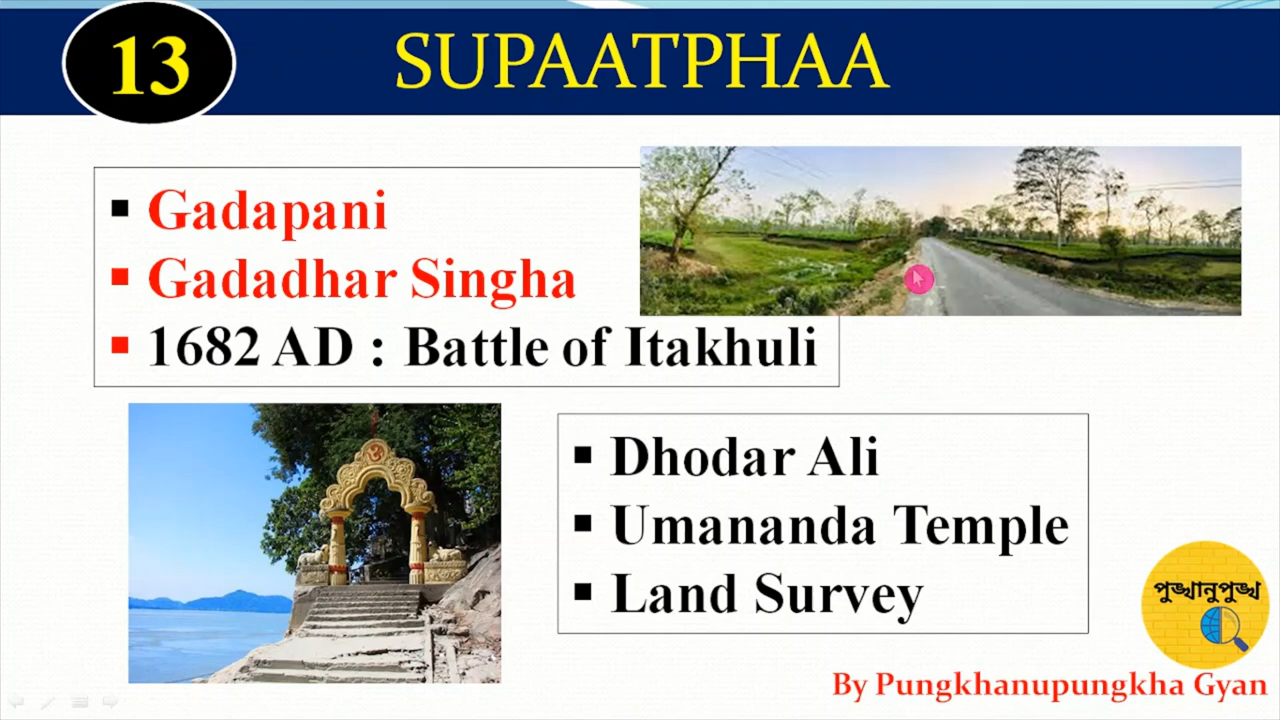 13
SUPAATPHAA
▪ Gadapani
▪ Gadadhar Singha
▪ 1682 AD : Battle of Itakhuli
ॐ
▪ Dhodar Ali
▪ Umananda Temple
▪ Land Survey
পুঙ্খানুপুঙ্খ
By Pungkhanupungkha Gyan